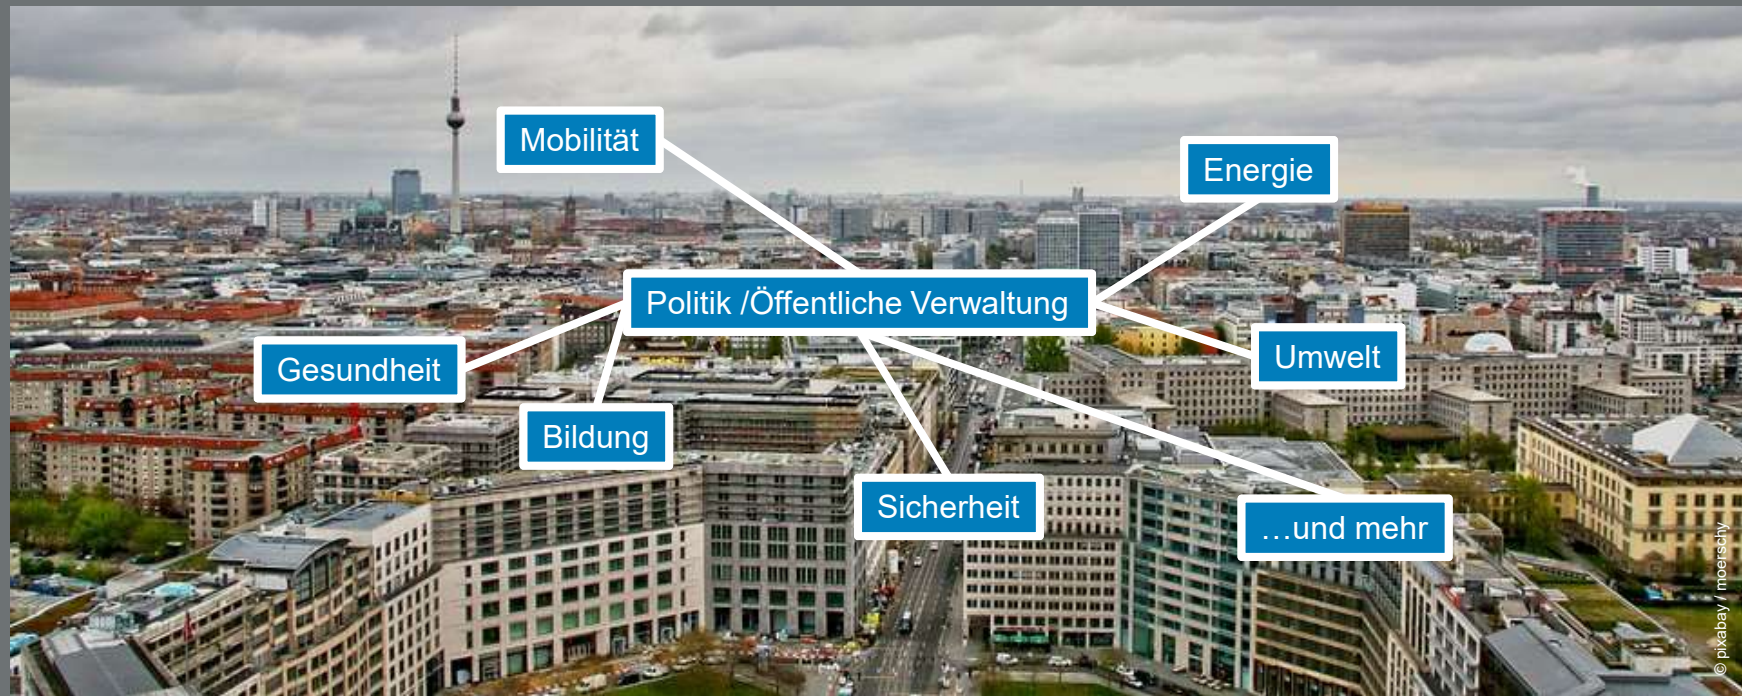 Mobilität
Energie
Politik /Öffentliche Verwaltung
Gesundheit
Umwelt
Bildung
Sicherheit
…und mehr
© pixabay / moerschy